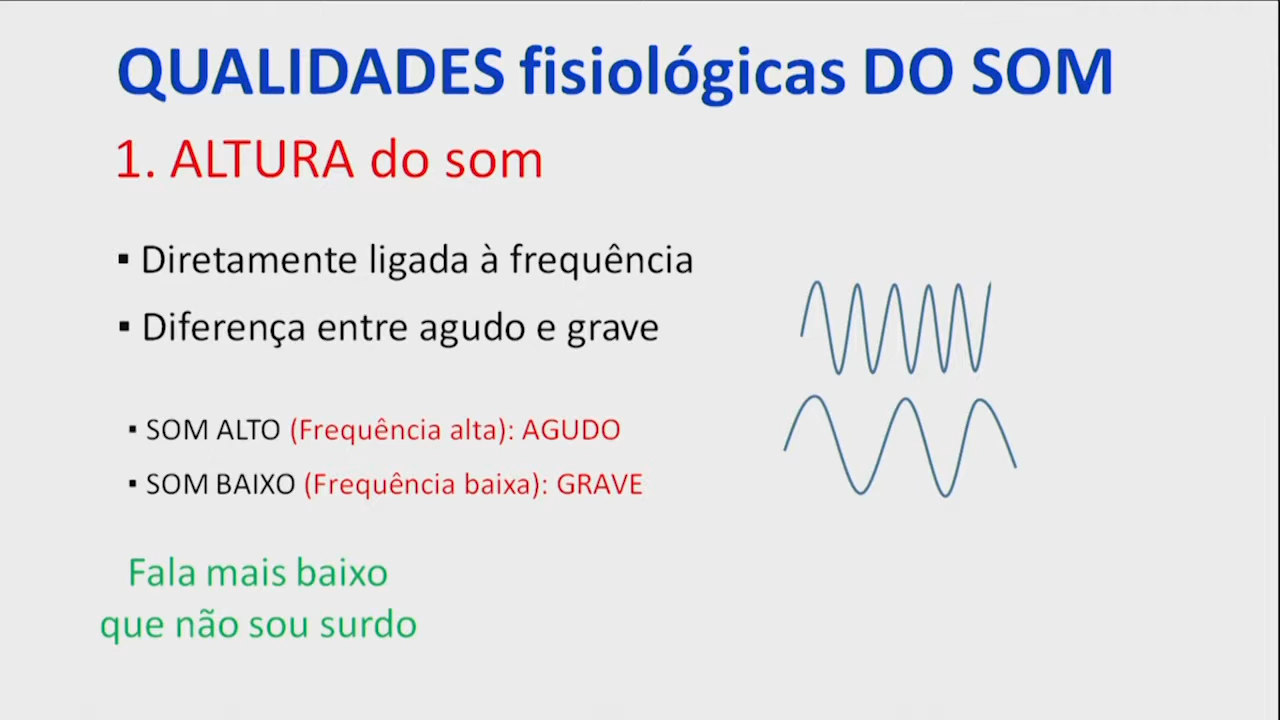 QUALIDADES fisiológicas DO SOM
1. ALTURA do som
▪ Diretamente ligada à frequência
▪ Diferença entre agudo e grave
▪ SOM ALTO (Frequência alta): AGUDO
▪ SOM BAIXO (Frequência baixa): GRAVE
Fala mais baixo
que não sou surdo